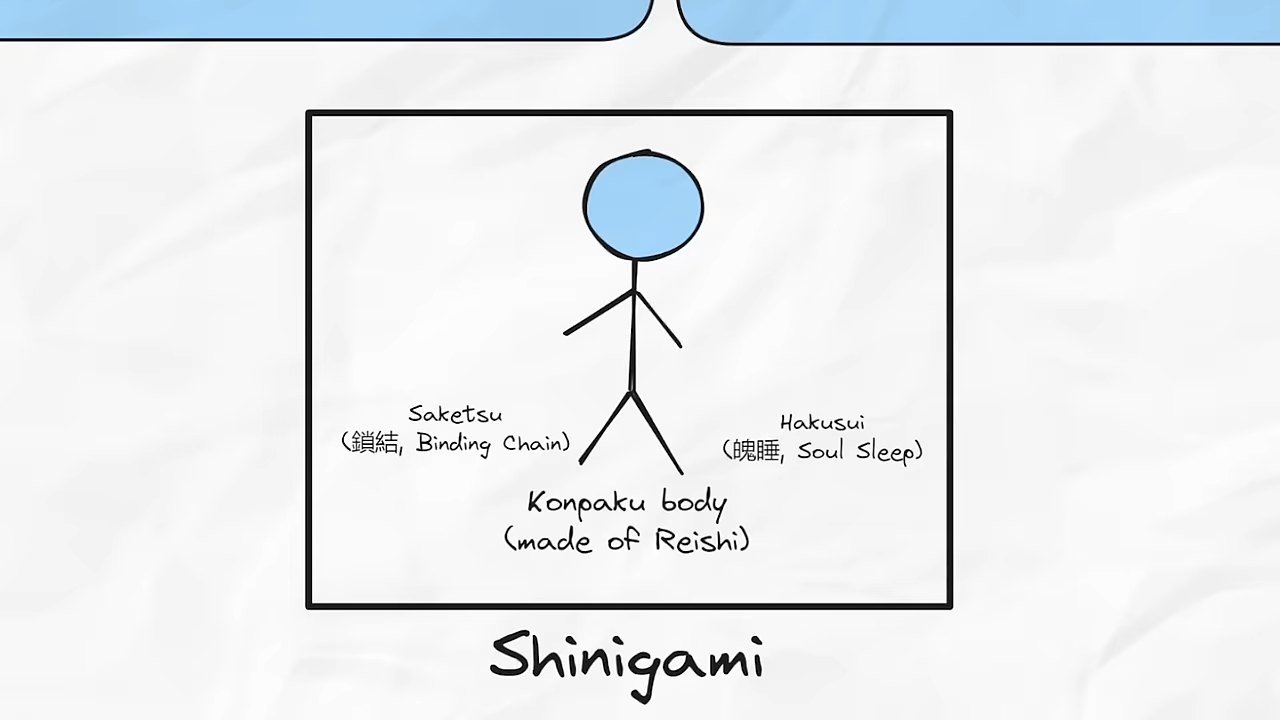 Saketsu
(鎖結, Binding Chain)
Hakusui
(魄睡, Soul Sleep)
Konpaku body
(made of Reishi)
Shinigami